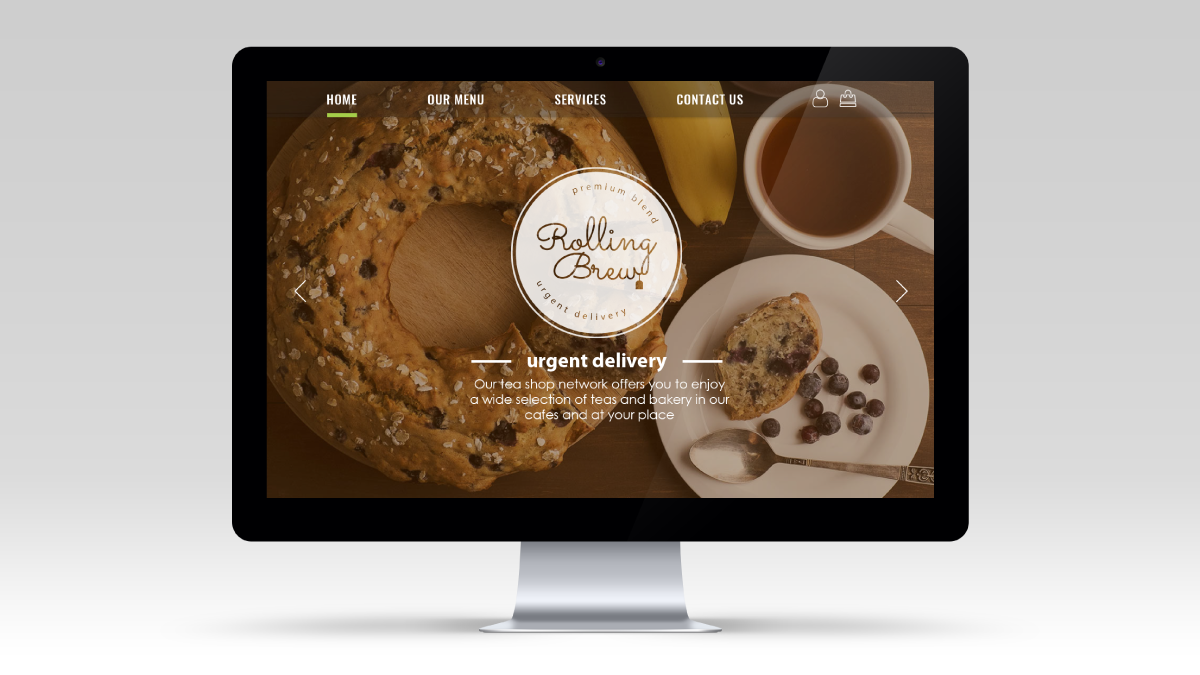 HOME OUR MENU SERVICES CONTACT US
premium blend
Rolling
Brew
urgent delivery
urgent delivery
Our tea shop network offers you to enjoy
a wide selection of teas and bakery in our
cafes and at your place